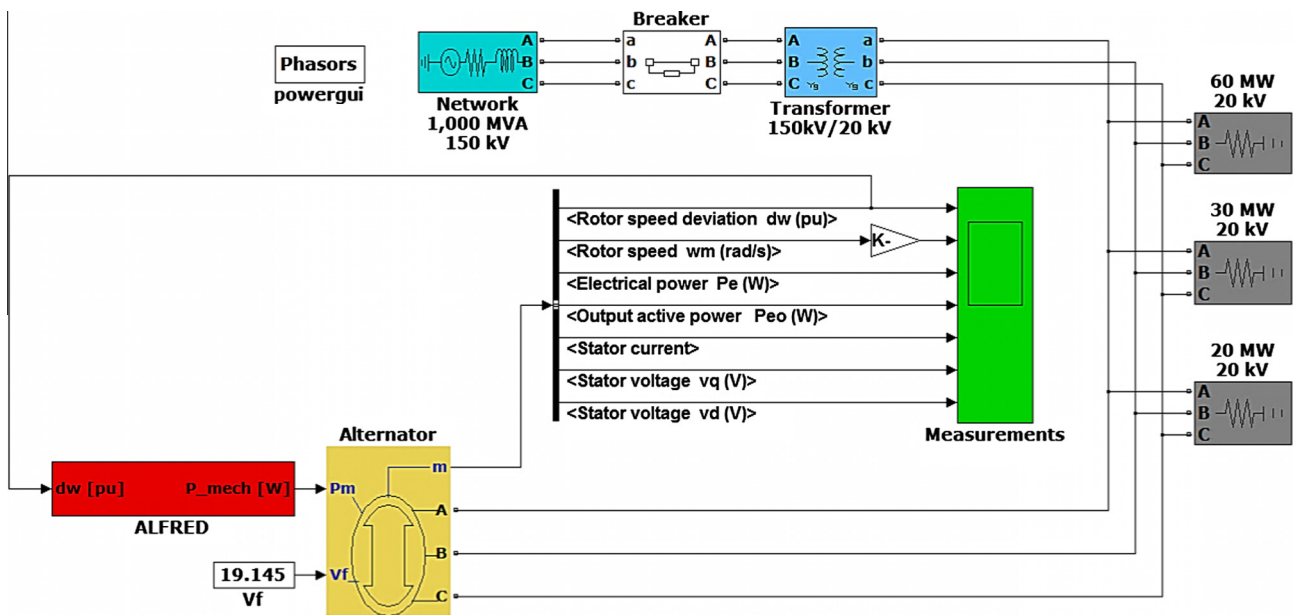 Breaker
Phasors
powergui
A a A A a
B b B B b
C c C C c
Network
1,000 MVA
150 kV
Transformer
150kV/20 kV
60 MW
20 kV
A
B
C
<Rotor speed deviation dw (pu)>
K-
<Rotor speed wm (rad/s)>
<Electrical power Pe (W)>
<Output active power Peo (W)>
<Stator current>
<Stator voltage vq (V)>
<Stator voltage vd (V)>
Measurements
30 MW
20 kV
A
B
C
20 MW
20 kV
A
B
C
Alternator
dw [pu] P_mech [W]
ALFRED
Pm
m
A
B
C
19.145
Vf
Vf